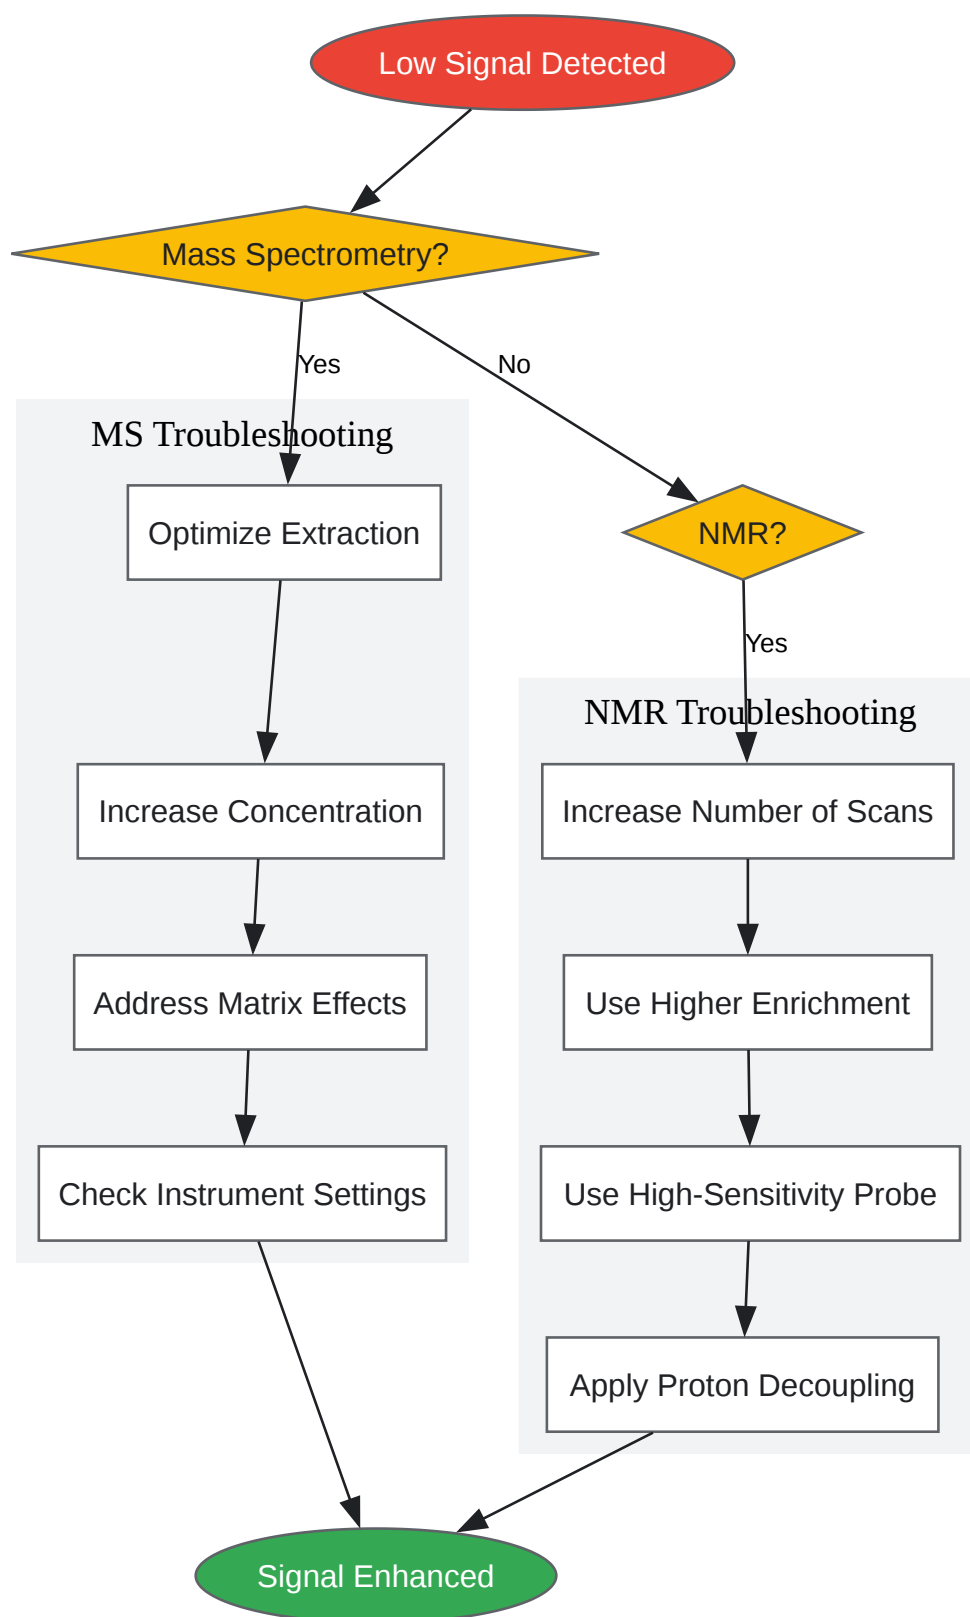 Low Signal Detected
Mass Spectrometry?
Yes
No
MS Troubleshooting
Optimize Extraction
NMR?
Yes
NMR Troubleshooting
Increase Concentration
Increase Number of Scans
Address Matrix Effects
Use Higher Enrichment
Check Instrument Settings
Use High-Sensitivity Probe
Apply Proton Decoupling
Signal Enhanced